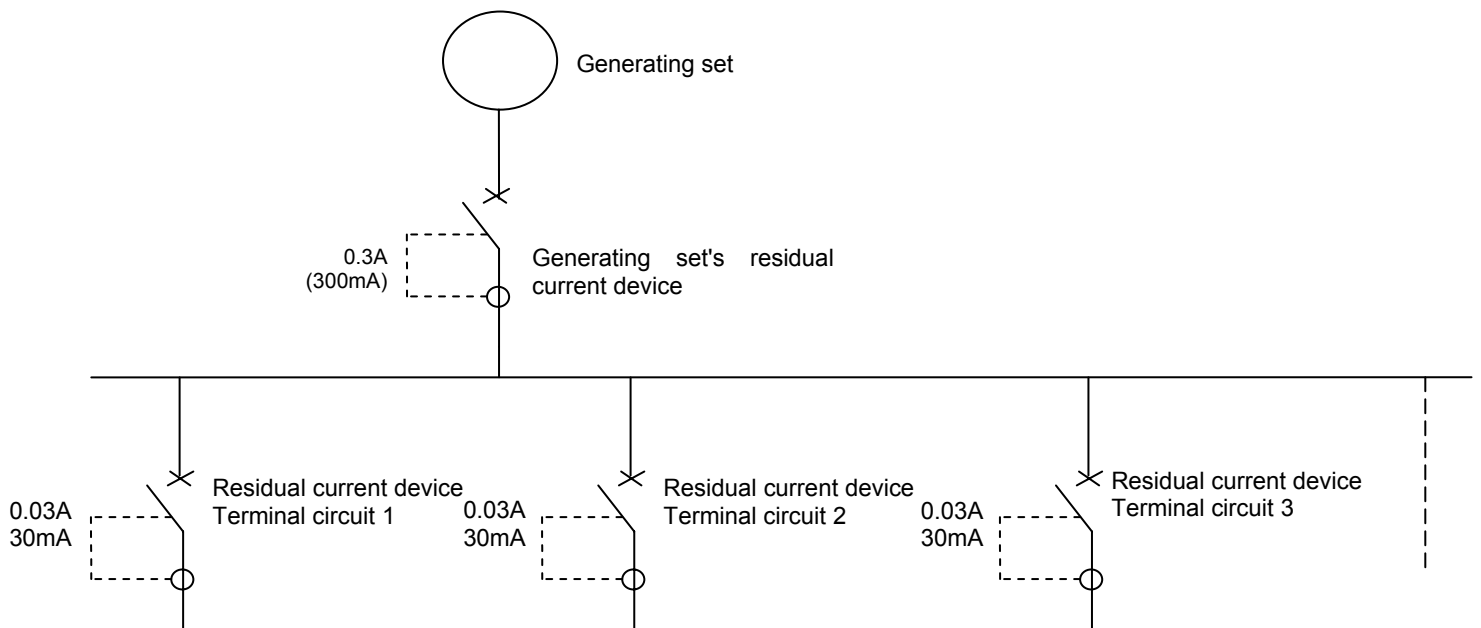 Generating set
0.3A
(300mA)
Generating set's residual
current device
0.03A
30mA
Residual current device
Terminal circuit 1
0.03A
30mA
Residual current device
Terminal circuit 2
0.03A
30mA
Residual current device
Terminal circuit 3